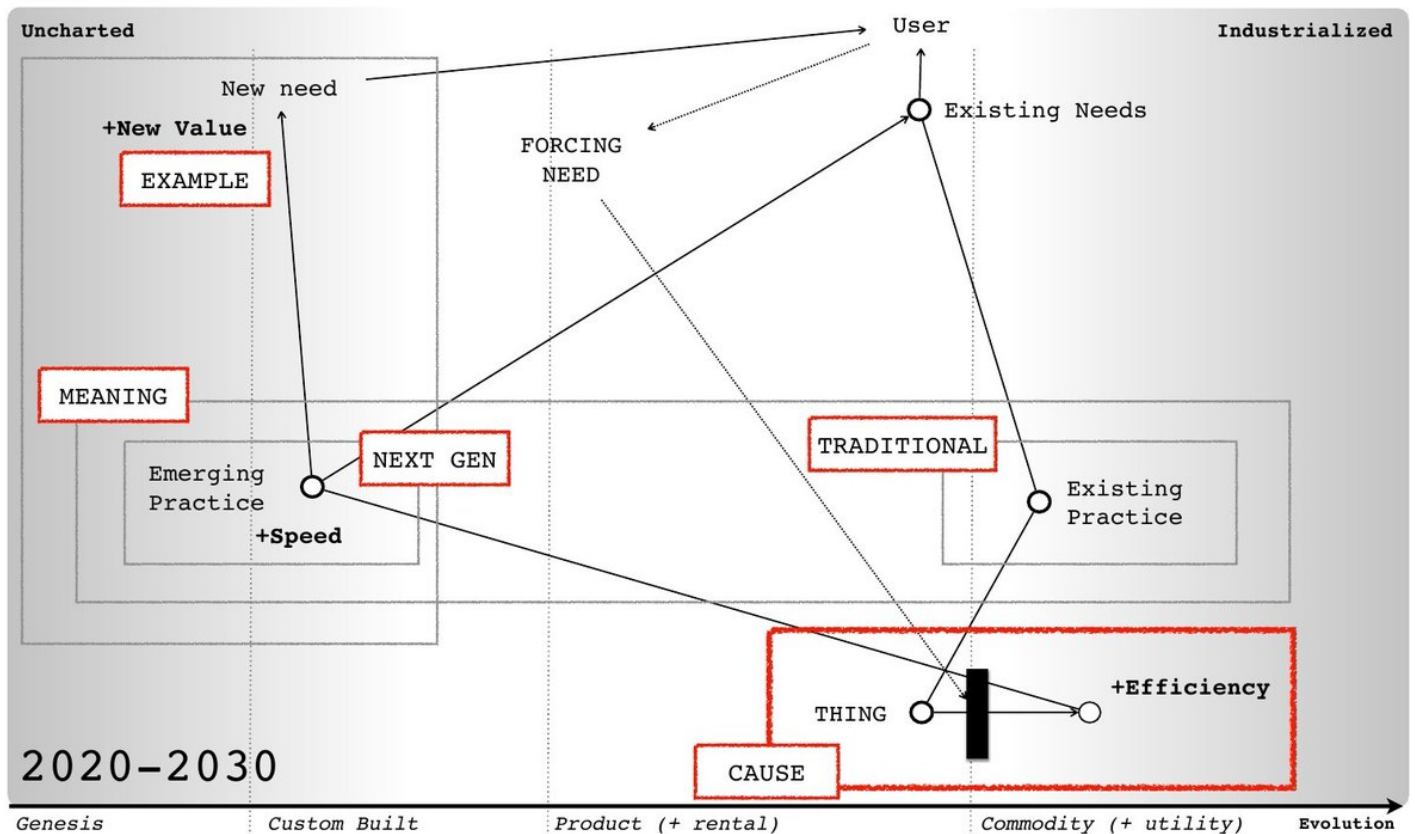 Uncharted
User
Industrialized
New need
Existing Needs
+New Value
FORCING
NEED
EXAMPLE
MEANING
NEXT GEN
TRADITIONAL
Emerging
Practice
Existing
Practice
+Speed
+Efficiency
THING
CAUSE
2020-2030
Genesis
Custom Built
Product (+ rental)
Commodity (+ utility)
Evolution